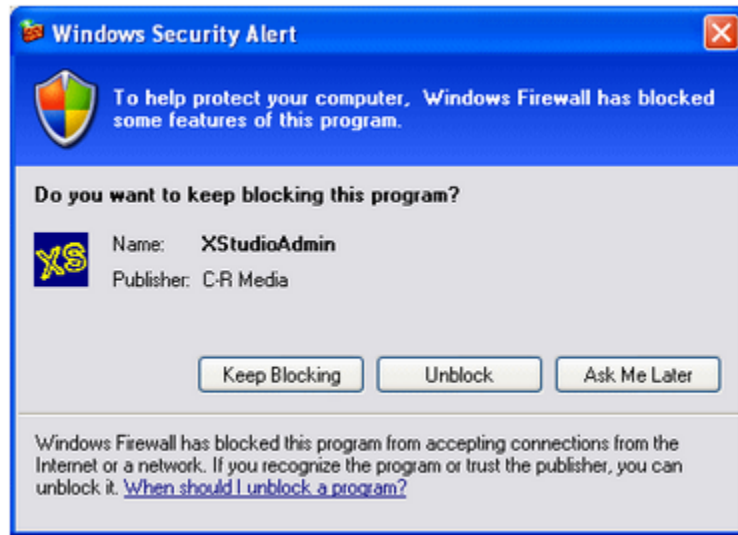 Windows Security Alert
To help protect your computer, Windows Firewall has blocked
some features of this program.
Do you want to keep blocking this program?
XS
Name: XStudioAdmin
Publisher: C-R Media
Keep Blocking Unblock Ask Me Later
Windows Firewall has blocked this program from accepting connections from the
Internet or a network. If you recognize the program or trust the publisher, you can
unblock it. When should I unblock a program?